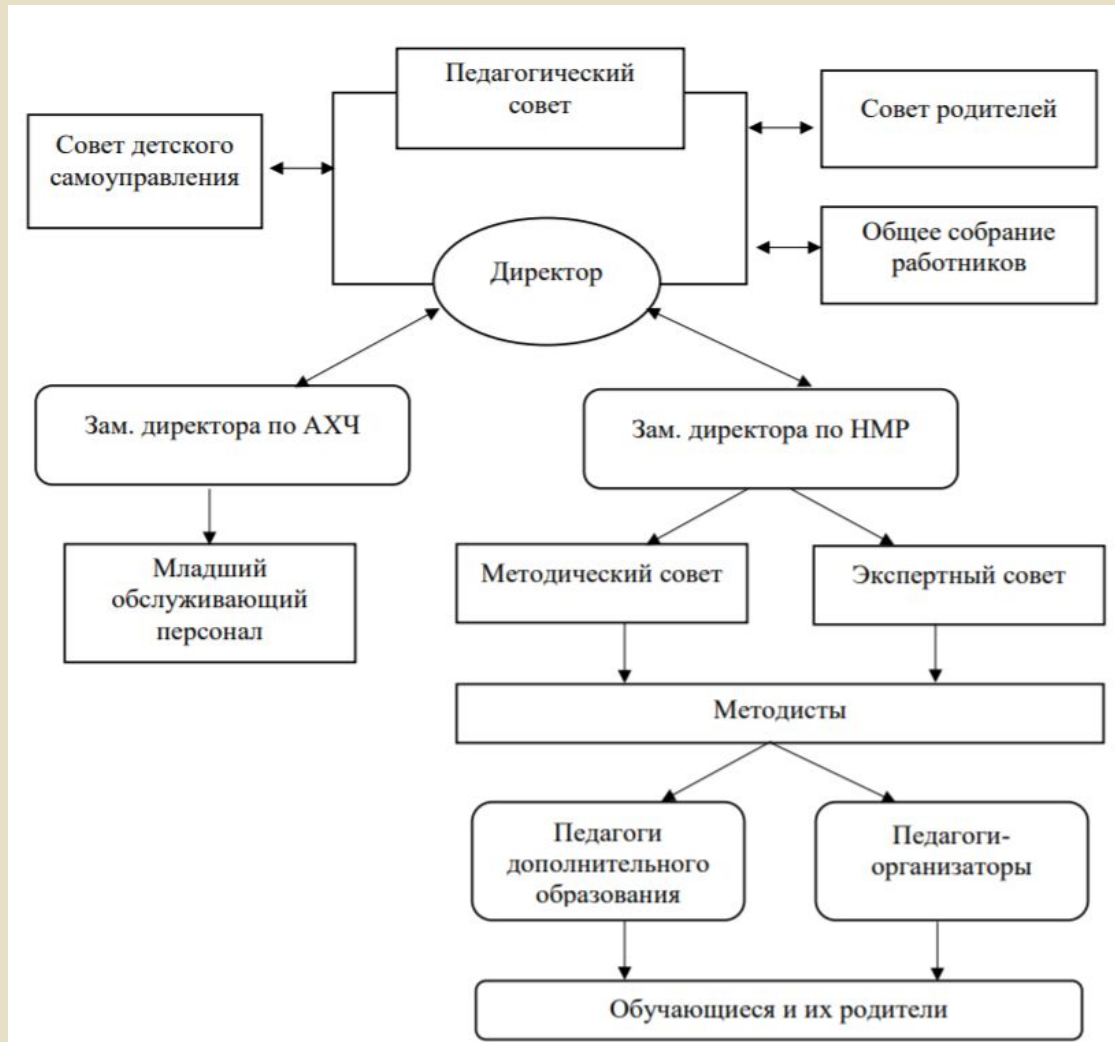 Педагогический
совет
Совет родителей
Совет детского
самоуправления
Общее собрание
работников
Директор
Зам. директора по АХЧ
Зам. директора по НМР
Младший
обслуживающий
персонал
Методический совет
Экспертный совет
Методисты
Педагоги
дополнительного
образования
Педагоги-
организаторы
Обучающиеся и их родители